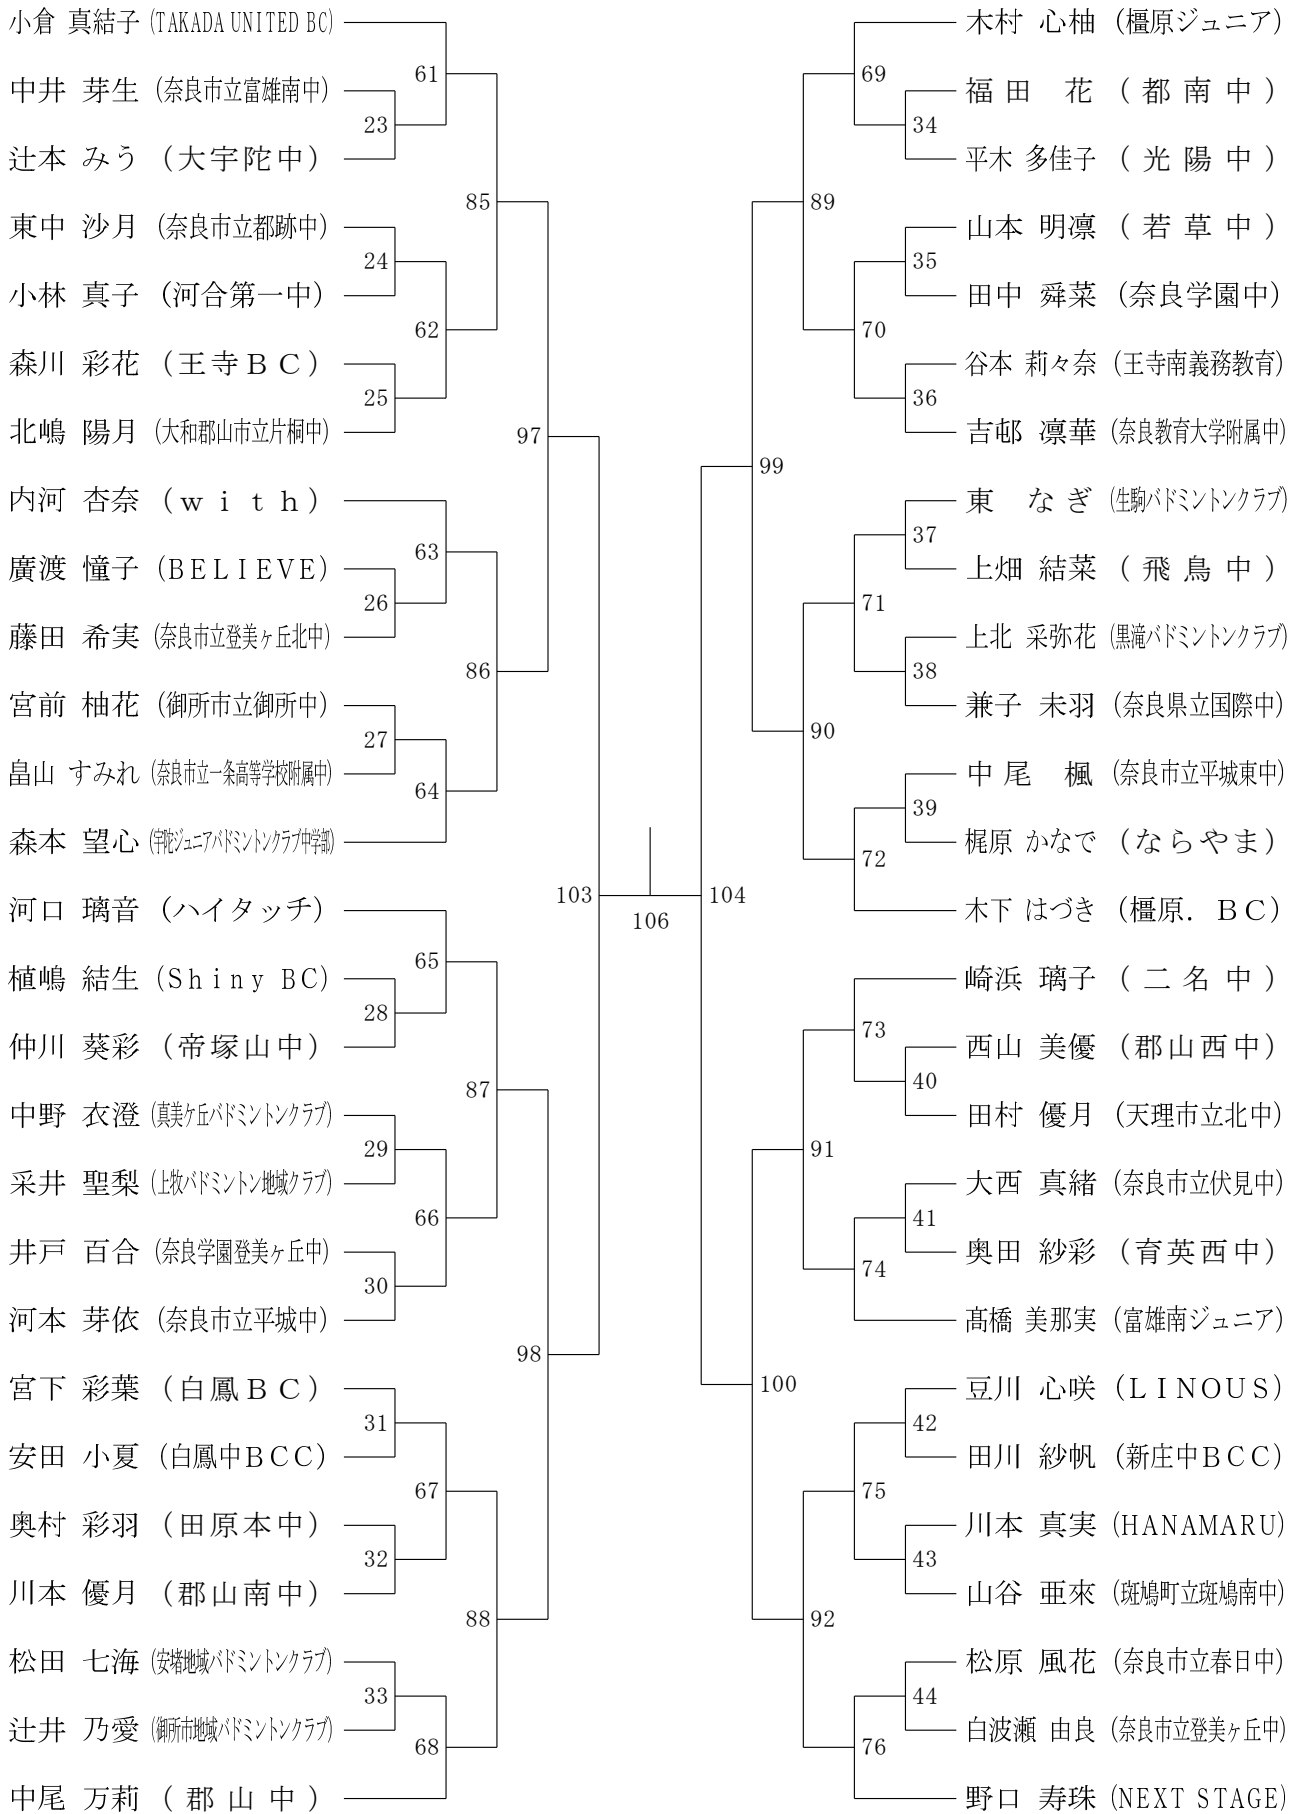 小倉 真結子 (TAKADA UNITED BC)
中井 芽生 (奈良市立富雄南中)
辻本 みう (大宇陀中)
東中 沙月 (奈良市立都跡中)
小林 真子 (河合第一中)
森川 彩花 (王寺ＢＣ)
北嶋 陽月 (大和郡山市立片桐中)
内河 杏奈 (ｗｉｔｈ)
廣渡 憧子 (BELIEVE)
藤田 希実 (奈良市立登美ヶ丘北中)
宮前 柚花 (御所市立御所中)
畠山 すみれ (奈良市立一条高等学校附属中)
森本 望心 (宇陀ジュニアバドミントンクラブ中学部)
河口 璃音 (ハイタッチ)
植嶋 結生 (Shiny BC)
仲川 葵彩 (帝塚山中)
中野 衣澄 (真美ケ丘バドミントンクラブ)
采井 聖梨 (上牧バドミントン地域クラブ)
井戸 百合 (奈良学園登美ヶ丘中)
河本 芽依 (奈良市立平城中)
宮下 彩葉 (白鳳ＢＣ)
安田 小夏 (白鳳中ＢＣＣ)
奥村 彩羽 (田原本中)
川本 優月 (郡山南中)
松田 七海 (安堵地域バドミントンクラブ)
辻井 乃愛 (御所市地域バドミントンクラブ)
中尾 万莉 (郡山中)
23
24
25
26
27
28
29
30
31
32
33
61
62
63
64
65
66
67
68
85
86
87
88
97
98
103
106
104
99
100
89
90
91
92
69
70
71
72
73
74
75
76
34
35
36
37
38
39
40
41
42
43
44
木村 心柚 (橿原ジュニア)
福田 花 (都南中)
平木 多佳子 (光陽中)
山本 明凛 (若草中)
田中 舜菜 (奈良学園中)
谷本 莉々奈 (王寺南義務教育)
吉邨 凛華 (奈良教育大学附属中)
東 なぎ (生駒バドミントンクラブ)
上畑 結菜 (飛鳥中)
上北 采弥花 (黒滝バドミントンクラブ)
兼子 未羽 (奈良県立国際中)
中尾 楓 (奈良市立平城東中)
梶原 かなで (ならやま)
木下 はづき (橿原．ＢＣ)
崎浜 璃子 (二名中)
西山 美優 (郡山西中)
田村 優月 (天理市立北中)
大西 真緒 (奈良市立伏見中)
奥田 紗彩 (育英西中)
髙橋 美那実 (富雄南ジュニア)
豆川 心咲 (ＬＩＮＯＵＳ)
田川 紗帆 (新庄中ＢＣＣ)
川本 真実 (HANAMARU)
山谷 亜來 (斑鳩町立斑鳩南中)
松原 風花 (奈良市立春日中)
白波瀬 由良 (奈良市立登美ヶ丘中)
野口 寿珠 (NEXT STAGE)